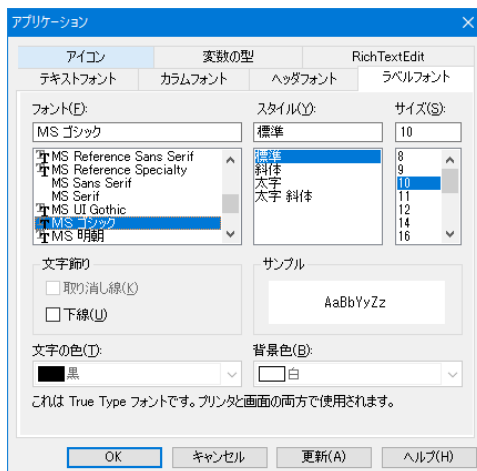 アプリケーション
アイコン 変数の型 RichTextEdit
テキストフォント カラムフォント ヘッダフォント ラベルフォント
フォント(F): スタイル(Y): サイズ(S):
MS ゴシック 標準 10
MS Reference Sans Serif 標準 8
MS Reference Specialty 斜体 9
MS Sans Serif 太字 10
MS Serif 太字 斜体 11
MS UI Gothic 12
MS ゴシック 14
MS 明朝 16
文字飾り サンプル
取り消し線(K) AaBbYyZz
下線(U)
文字の色(T): 背景色(B):
黒 白
これは True Type フォントです。プリンタと画面の両方で使用されます。
OK キャンセル 更新(A) ヘルプ(H)